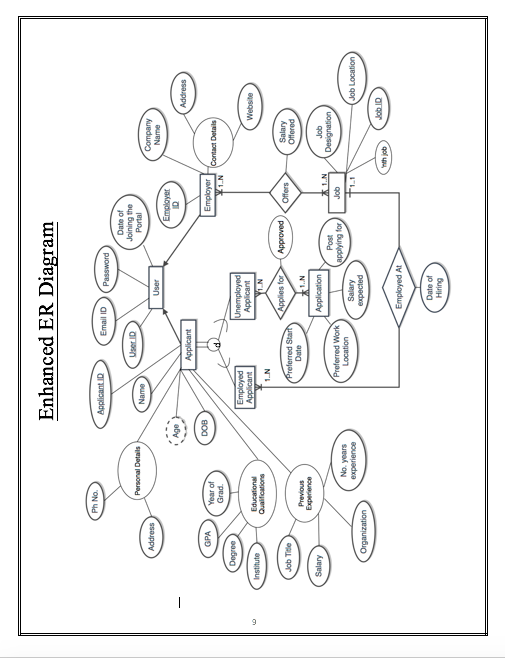 Enhanced ER Diagram
Ph No.
Address
Personal Details
Applicant ID
Name
Age
DOB
Email ID
Password
User ID
Date of
Joining the
Portal
User
Applicant
Company
Name
Address
Contact Details
Website
Employer
ID
Employer
1..N
GPA
Year of
Grad.
Degree
Institute
Educational
Qualifications
Previous
Experience
Job Title
Salary
Organization
No. years
experience
d
Employed
Applicant
1..N
Unemployed
Applicant
1..N
Applies for
Approved
1..N
Application
Preferred Start
Date
Preferred Work
Location
Salary
expected
Post
applying for
Salary
Offered
Offers
1..N
Job
1..1
Job
Designation
Job Location
Job ID
job
Employed At
Date of
Hiring
9